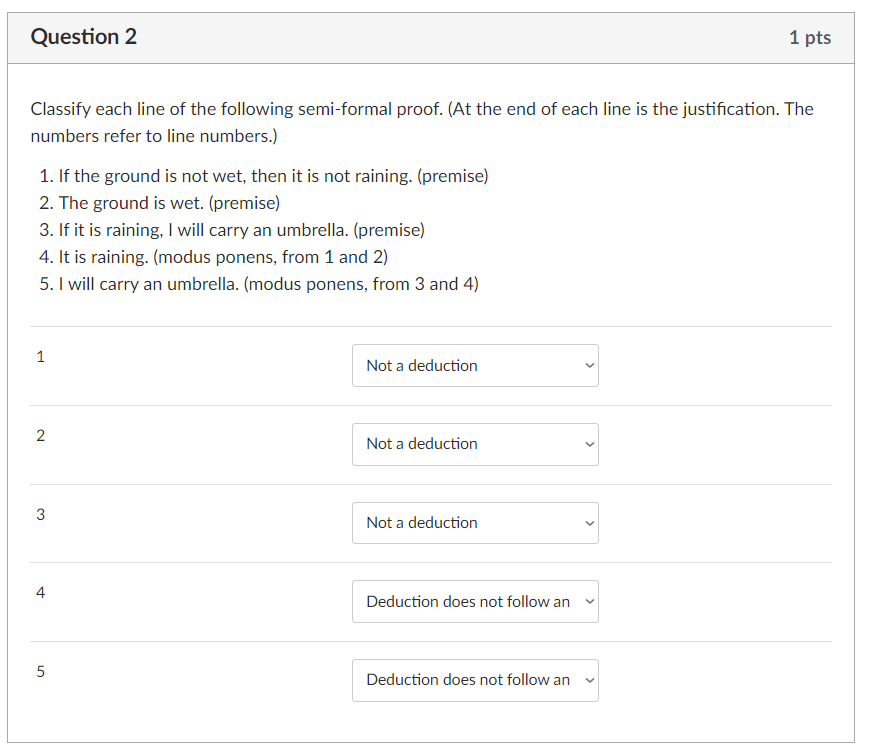 Question 2
1 pts
Classify each line of the following semi-formal proof. (At the end of each line is the justification. The
numbers refer to line numbers.)
1. If the ground is not wet, then it is not raining. (premise)
2. The ground is wet. (premise)
3. If it is raining, I will carry an umbrella. (premise)
4. It is raining. (modus ponens, from 1 and 2)
5. I will carry an umbrella. (modus ponens, from 3 and 4)
1
Not a deduction
2
Not a deduction
3
Not a deduction
4
Deduction does not follow an
5
Deduction does not follow an